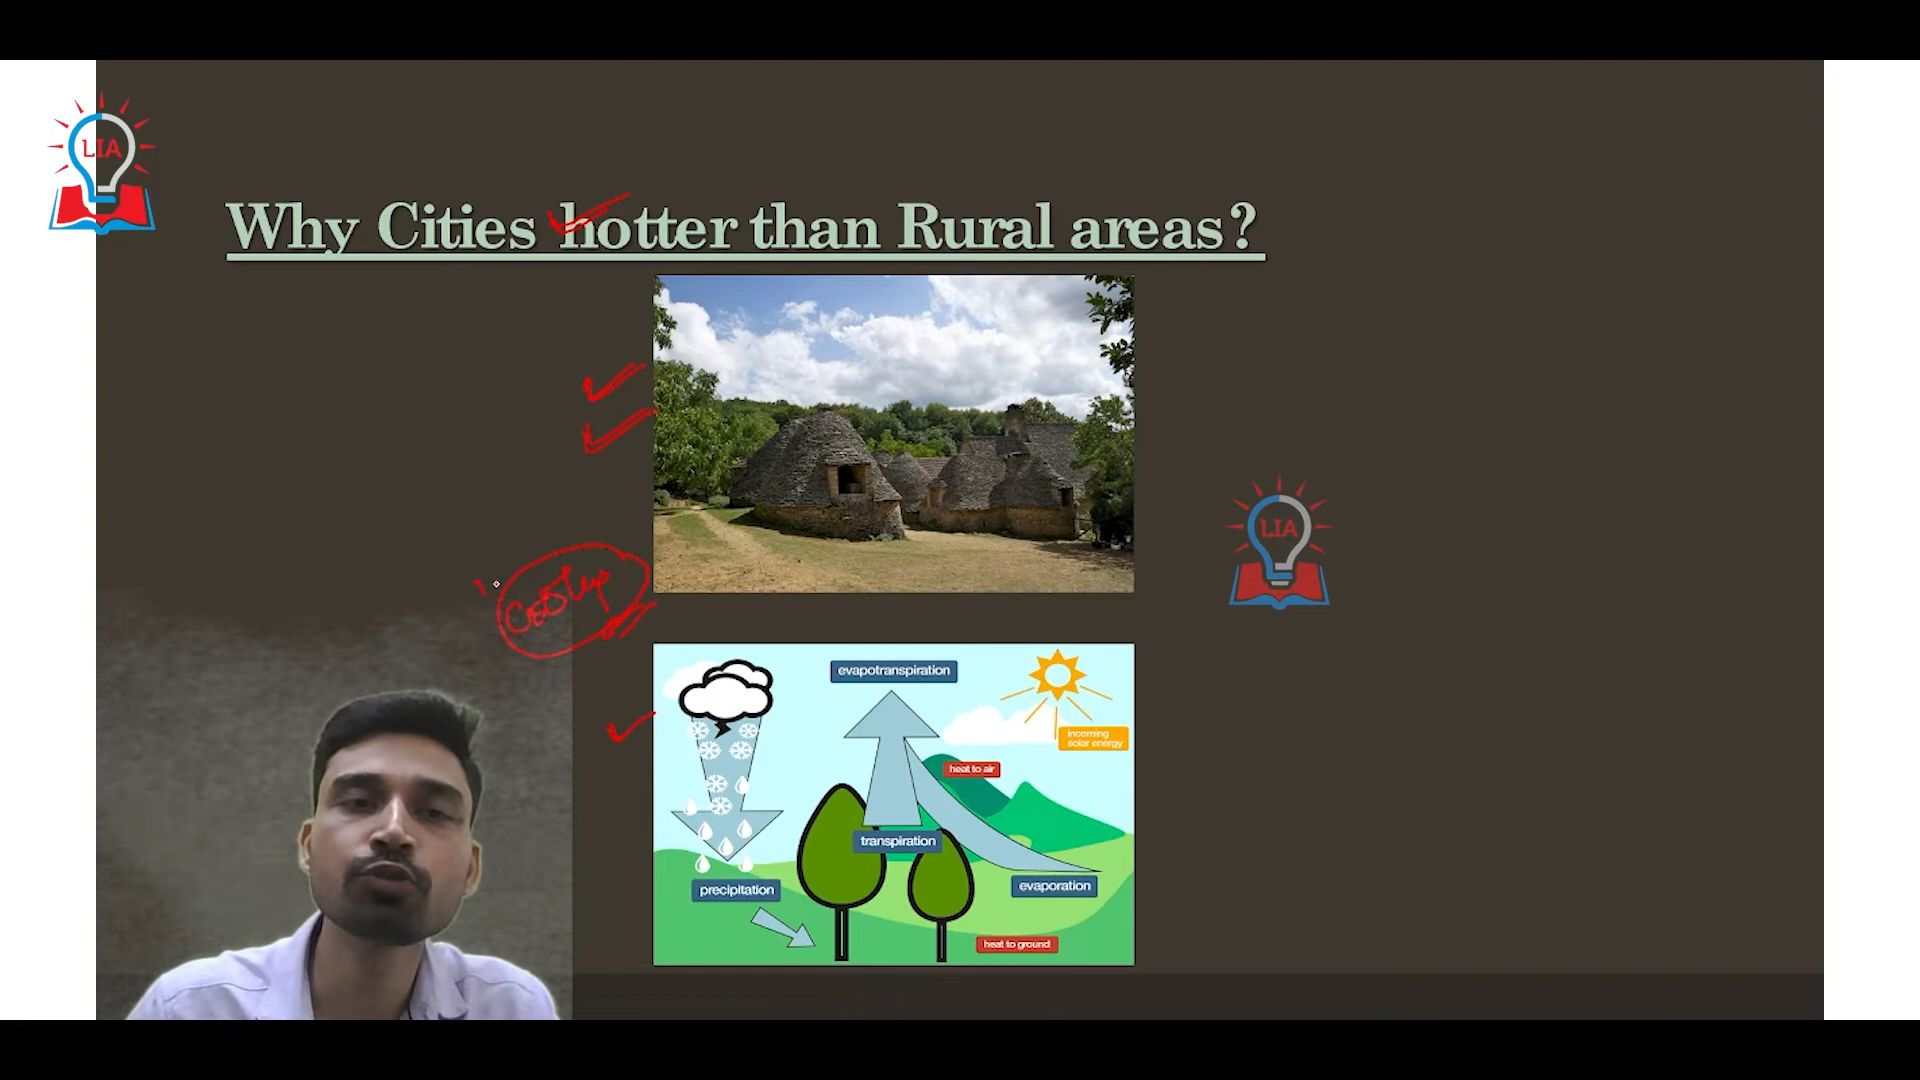 LIA
Why Cities hotter than Rural areas?
LIA
evapotranspiration
incoming
solar energy
heat to air
transpiration
precipitation
evaporation
heat to ground